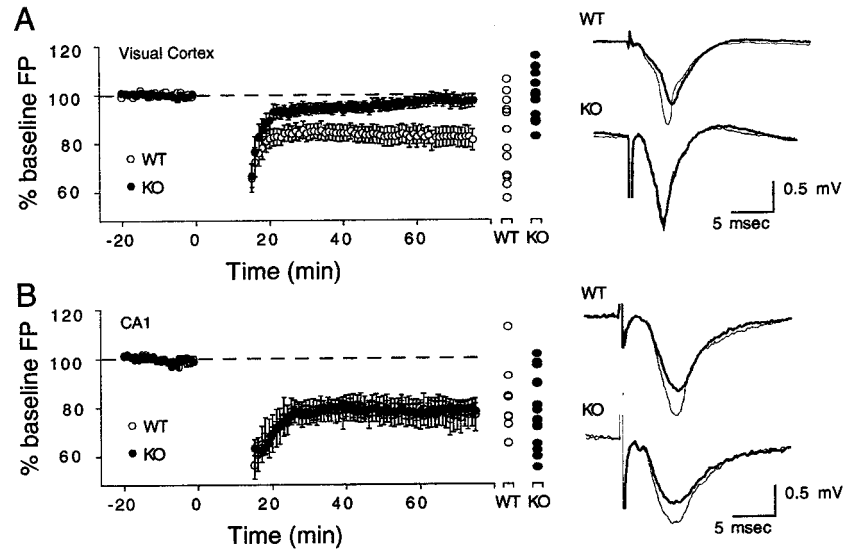 A
Visual Cortex
% baseline FP
120
100
80
60
WT
KO
-20
0
20
40
60
WT
KO
Time (min)
WT
KO
0.5 mV
5 msec
B
CA1
% baseline FP
120
100
80
60
WT
KO
-20
0
20
40
60
WT
KO
Time (min)
WT
KO
0.5 mV
5 msec